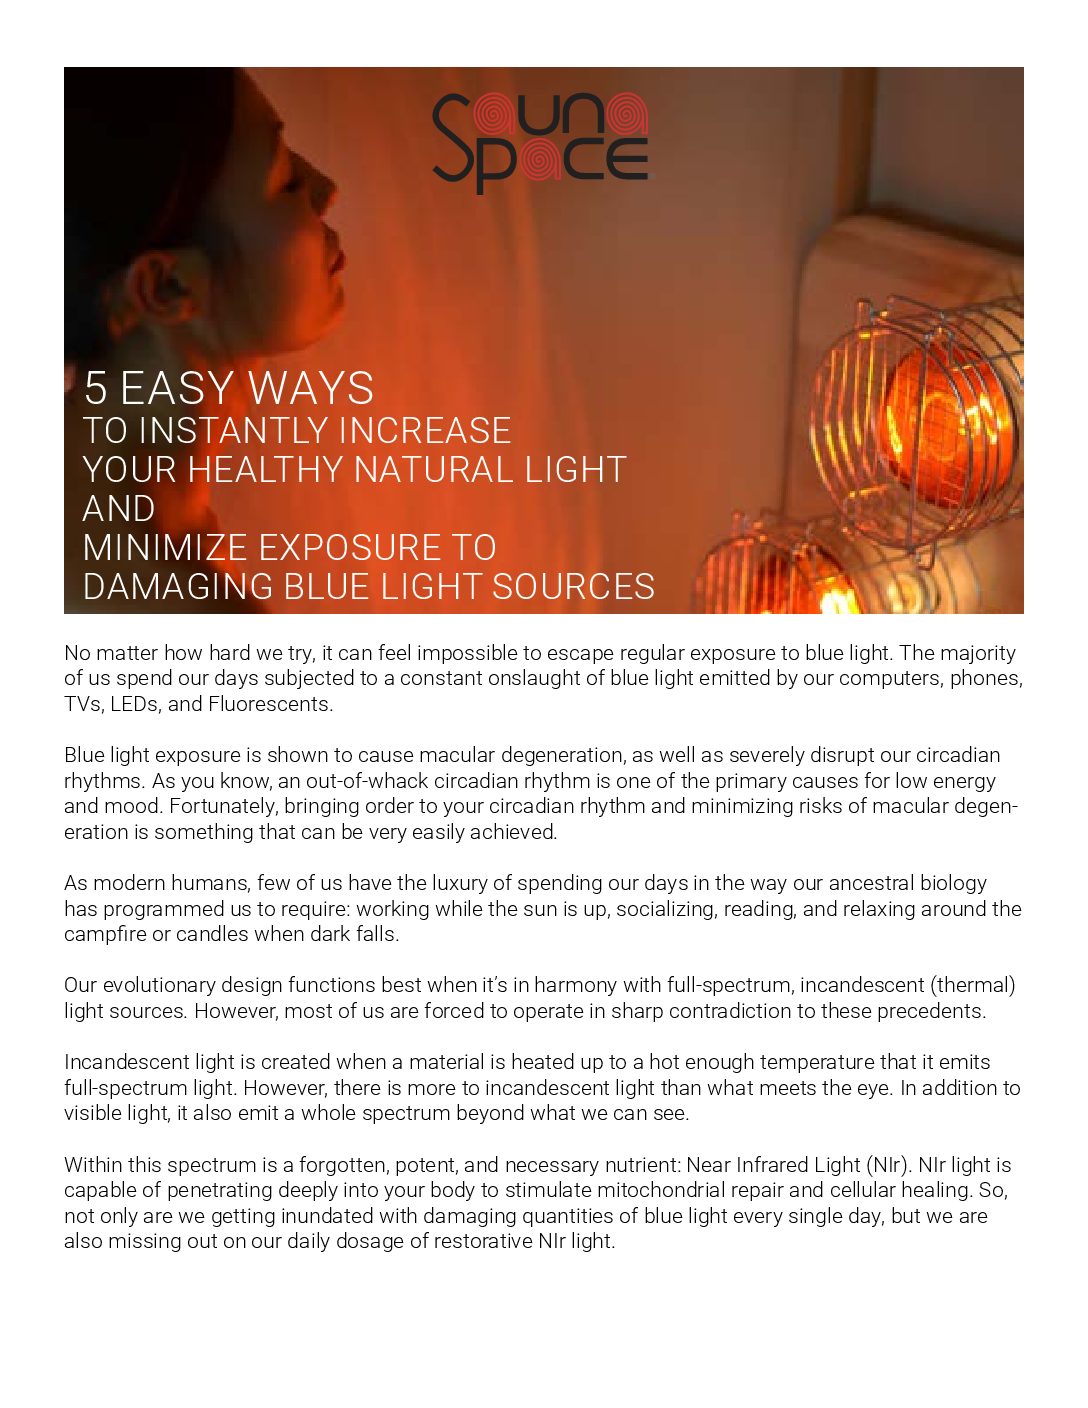 Sauna
Space
5 EASY WAYS
TO INSTANTLY INCREASE
YOUR HEALTHY NATURAL LIGHT
AND
MINIMIZE EXPOSURE TO
DAMAGING BLUE LIGHT SOURCES
No matter how hard we try, it can feel impossible to escape regular exposure to blue light. The majority
of us spend our days subjected to a constant onslaught of blue light emitted by our computers, phones,
TVs, LEDs, and Fluorescents.
Blue light exposure is shown to cause macular degeneration, as well as severely disrupt our circadian
rhythms. As you know, an out-of-whack circadian rhythm is one of the primary causes for low energy
and mood. Fortunately, bringing order to your circadian rhythm and minimizing risks of macular degen-
eration is something that can be very easily achieved.
As modern humans, few of us have the luxury of spending our days in the way our ancestral biology
has programmed us to require: working while the sun is up, socializing, reading, and relaxing around the
campfire or candles when dark falls.
Our evolutionary design functions best when it’s in harmony with full-spectrum, incandescent (thermal)
light sources. However, most of us are forced to operate in sharp contradiction to these precedents.
Incandescent light is created when a material is heated up to a hot enough temperature that it emits
full-spectrum light. However, there is more to incandescent light than what meets the eye. In addition to
visible light, it also emit a whole spectrum beyond what we can see.
Within this spectrum is a forgotten, potent, and necessary nutrient: Near Infrared Light (NIr). NIr light is
capable of penetrating deeply into your body to stimulate mitochondrial repair and cellular healing. So,
not only are we getting inundated with damaging quantities of blue light every single day, but we are
also missing out on our daily dosage of restorative NIr light.